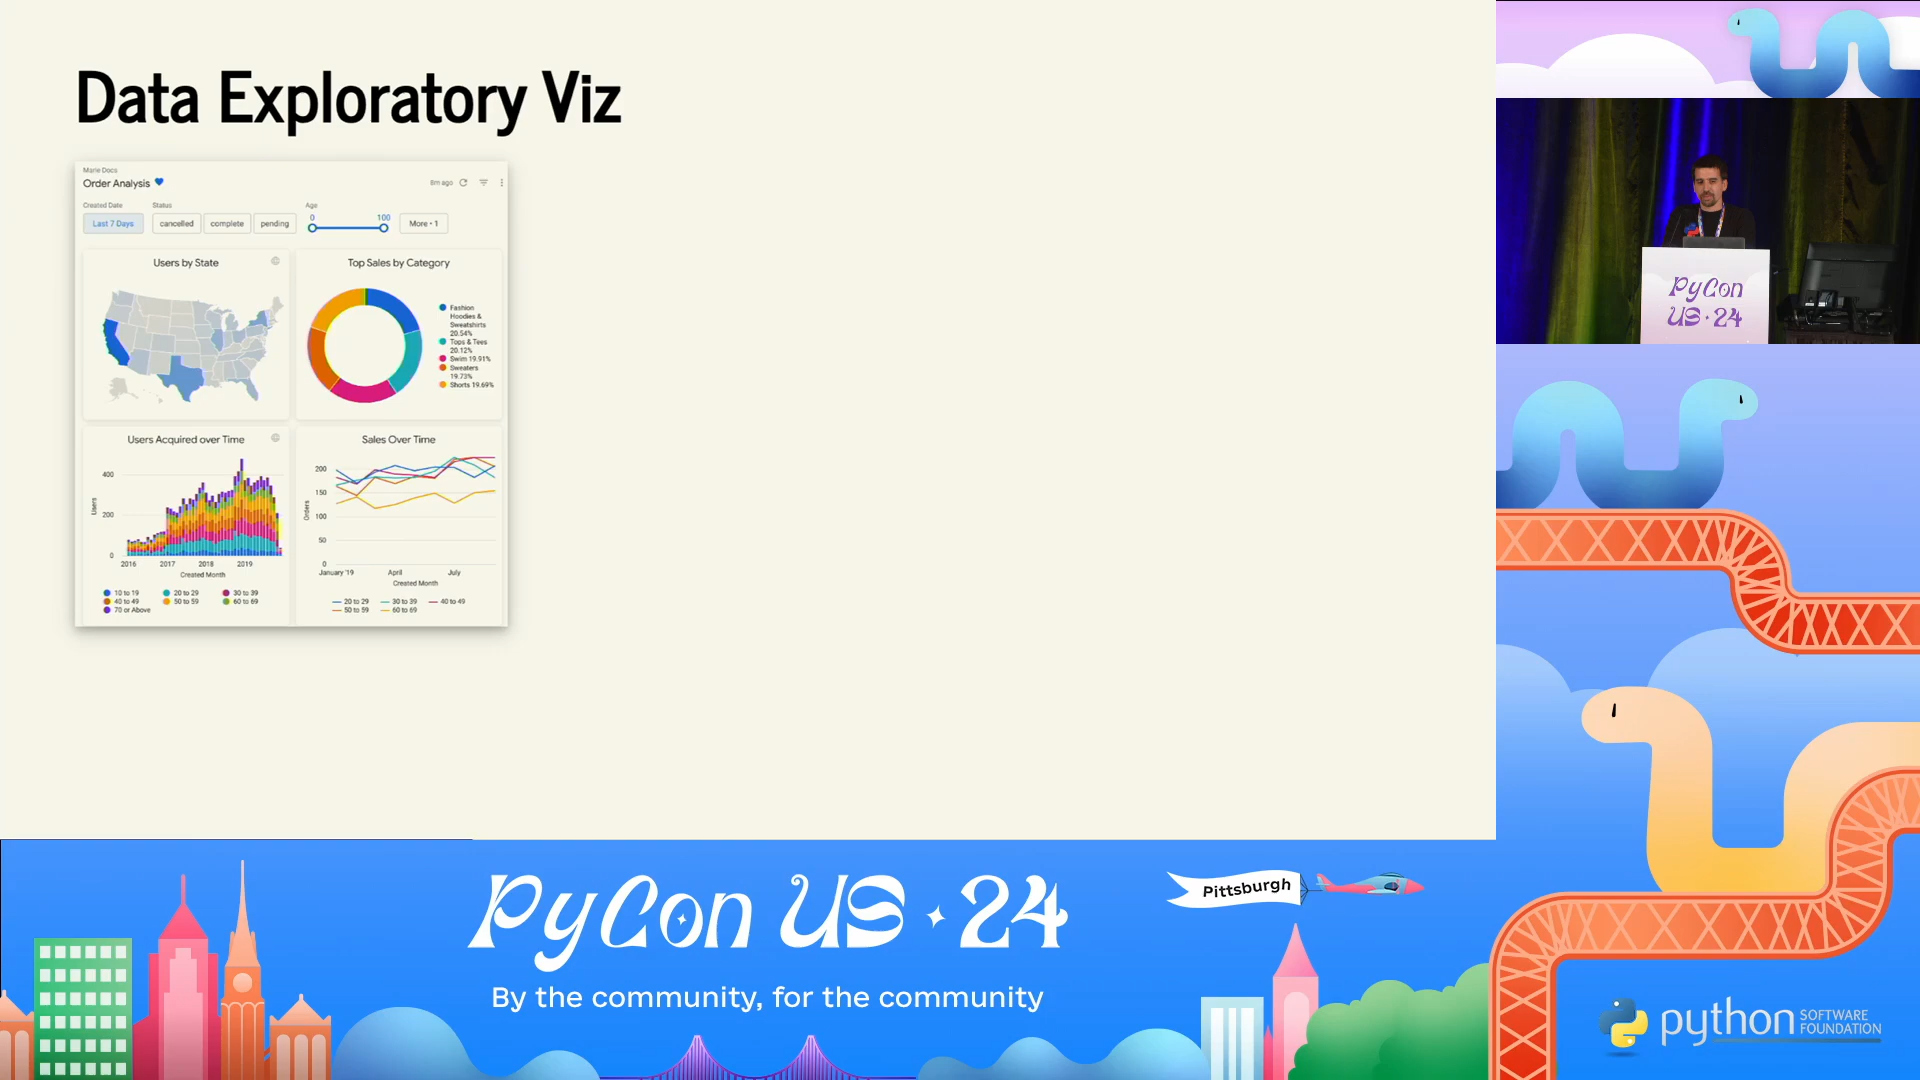 Data Exploratory Viz
Marie Docs
Order Analysis
8m ago
Created Date
Status
Age
Last 7 Days
cancelled
complete
pending
0
100
More • 1
Users by State
Top Sales by Category
Fashion
Hoodies &
Sweatshirts
20.54%
Tops & Tees
20.12%
Swim 19.91%
Sweaters
19.73%
Shorts 19.69%
Users Acquired over Time
400
200
0
Users
2016
2017
2018
2019
Created Month
10 to 19
20 to 29
30 to 39
40 to 49
50 to 59
60 to 69
70 or Above
Sales Over Time
200
150
100
50
0
Orders
January '19
April
July
Created Month
20 to 29
30 to 39
40 to 49
50 to 59
60 to 69
PyCon
US · 24
PyCon US · 24
By the community, for the community
Pittsburgh
python
SOFTWARE
FOUNDATION